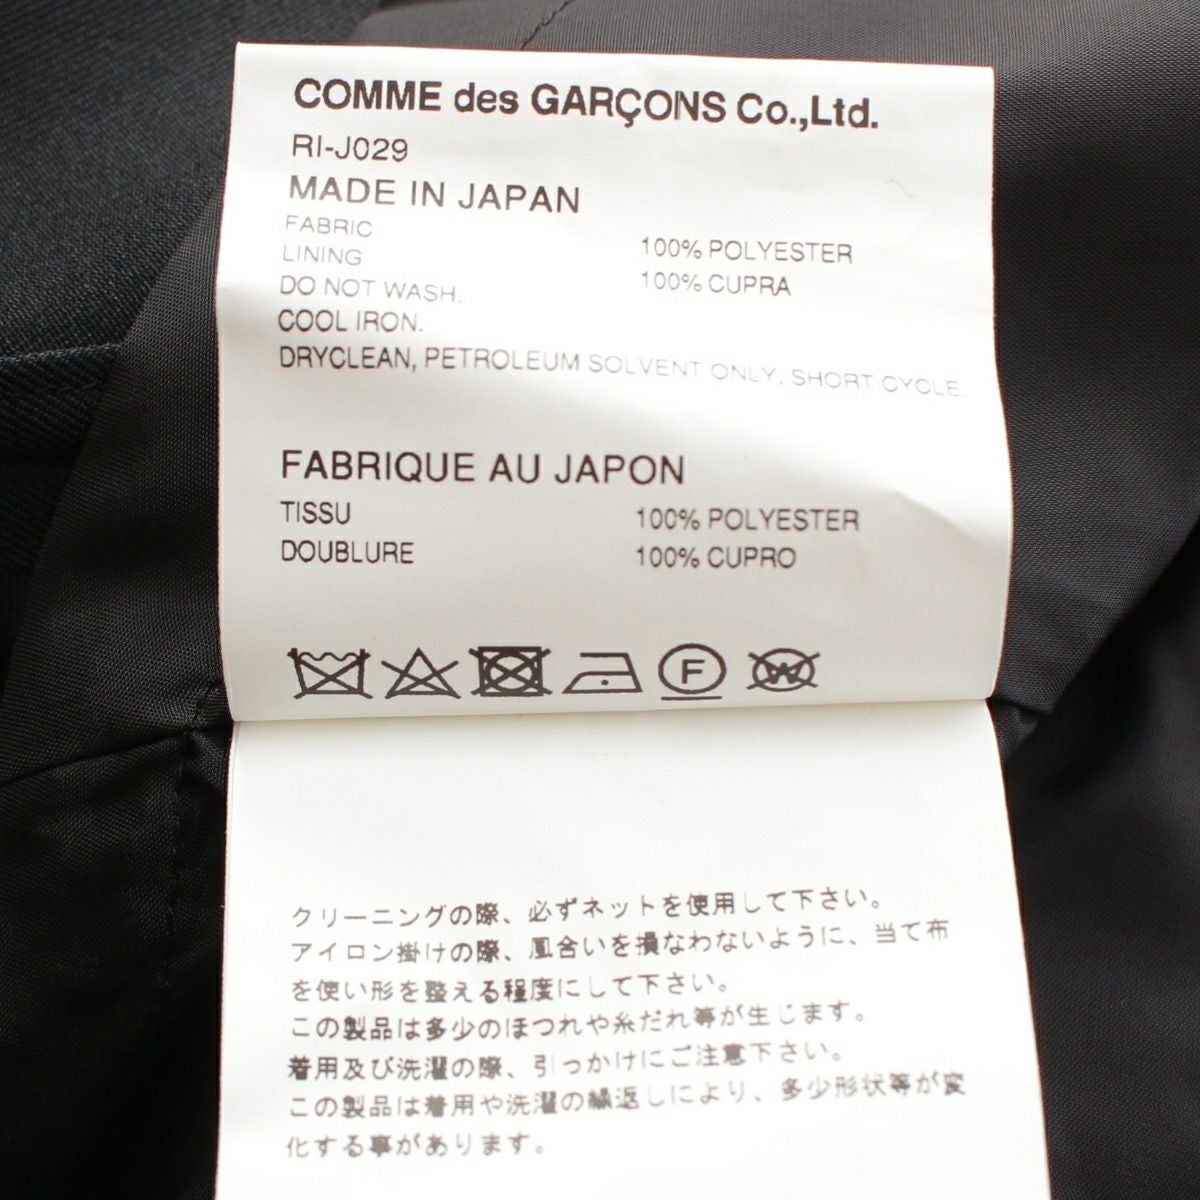 COMME des GARÇONS Co.,Ltd.
RI-J029
MADE IN JAPAN
FABRIC 100% POLYESTER
LINING 100% CUPRA
DO NOT WASH.
COOL IRON.
DRYCLEAN, PETROLEUM SOLVENT ONLY, SHORT CYCLE.
FABRIQUE AU JAPON
TISSU 100% POLYESTER
DOUBLURE 100% CUPRO
F W
クリーニングの際、必ずネットを使用して下さい。
アイロン掛けの際、風合いを損なわないように、当て布
を使い形を整える程度にして下さい。
この製品は多少のほつれや糸だれ等が生じます。
着用及び洗濯の際、引っかけにご注意下さい。
この製品は着用や洗濯の繰返しにより、多少形状等が変
化する事があります。